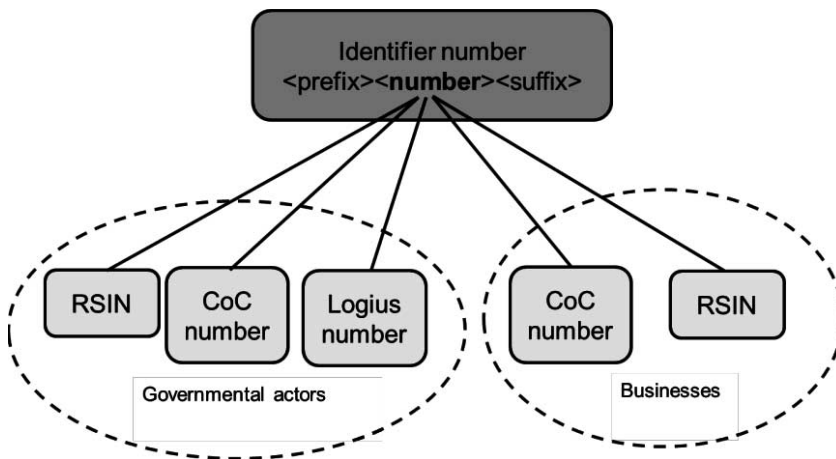 Identifier number
<prefix><number><suffix>
RSIN
CoC
number
Logius
number
CoC
number
RSIN
Governmental actors
Businesses